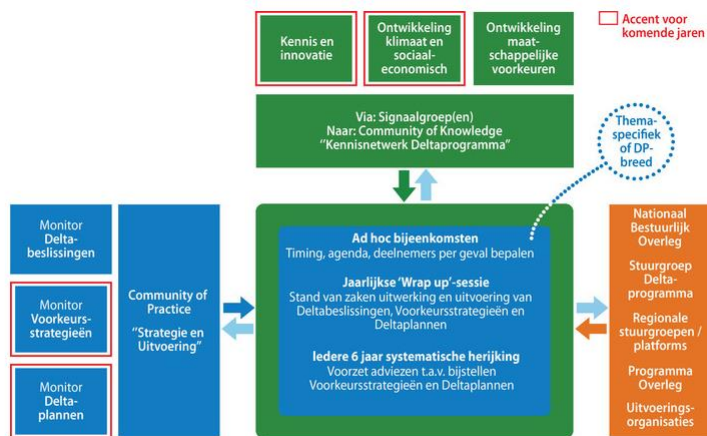 Kennis en
innovatie
Ontwikkeling
klimaat en
sociaal-
economisch
Ontwikkeling
maat-
schappelijke
voorkeuren
Accent voor
komende jaren
Via: Signaalgroep(en)
Naar: Community of Knowledge
“Kennisnetwerk Deltaprogramma”
Thema-
specifiek
of DP-
breed
Monitor
Delta-
beslissingen
Monitor
Voorkeurs-
strategieën
Monitor
Delta-
plannen
Community of
Practice
“Strategie en
Uitvoering”
Ad hoc bijeenkomsten
Timing, agenda, deelnemers per geval bepalen
Jaarlijkse ‘Wrap up’-sessie
Stand van zaken uitwerking en uitvoering van
Deltabeslissingen, Voorkeursstrategieën en
Deltaplannen
Iedere 6 jaar systematische herijking
Voorzet adviezen t.a.v. bijstellen
Voorkeursstrategieën en Deltaplannen
Nationaal
Bestuurlijk
Overleg
Stuurgroep
Delta-
programma
Regionale
stuurgroepen /
platforms
Programma
Overleg
Uitvoerings-
organisaties